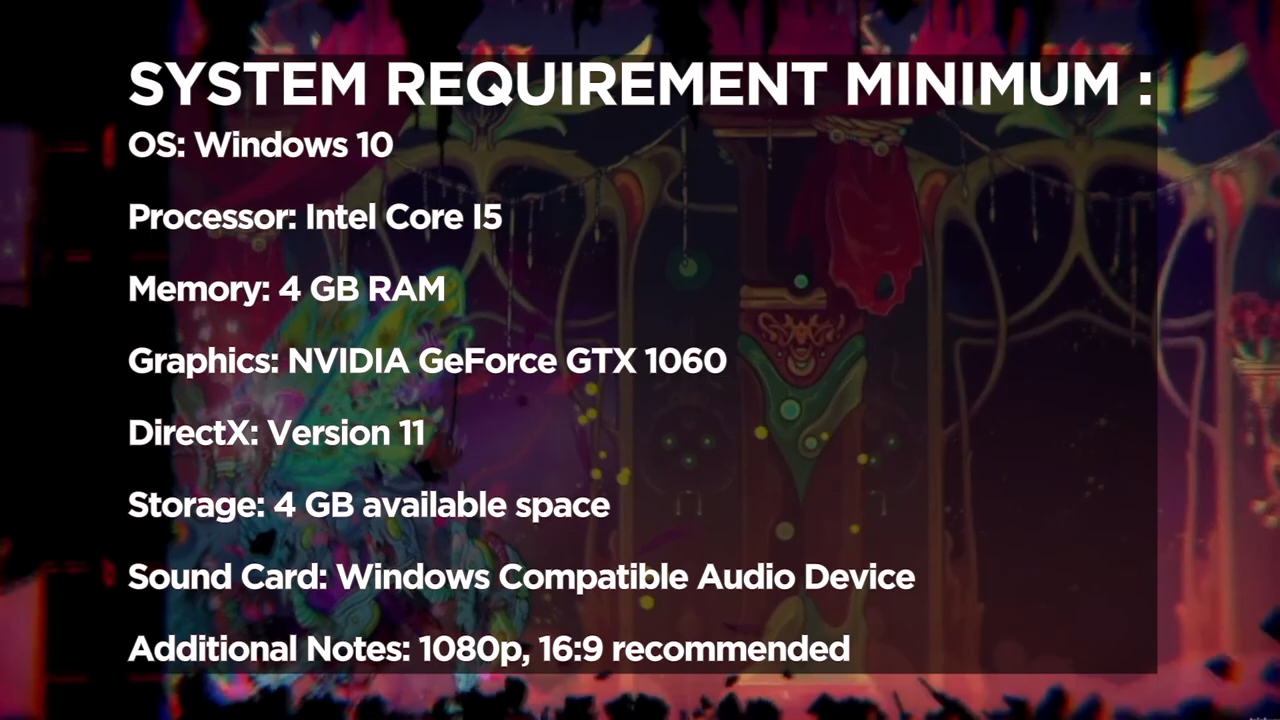 SYSTEM REQUIREMENT MINIMUM :
OS: Windows 10
Processor: Intel Core I5
Memory: 4 GB RAM
Graphics: NVIDIA GeForce GTX 1060
DirectX: Version 11
Storage: 4 GB available space
Sound Card: Windows Compatible Audio Device
Additional Notes: 1080p, 16:9 recommended